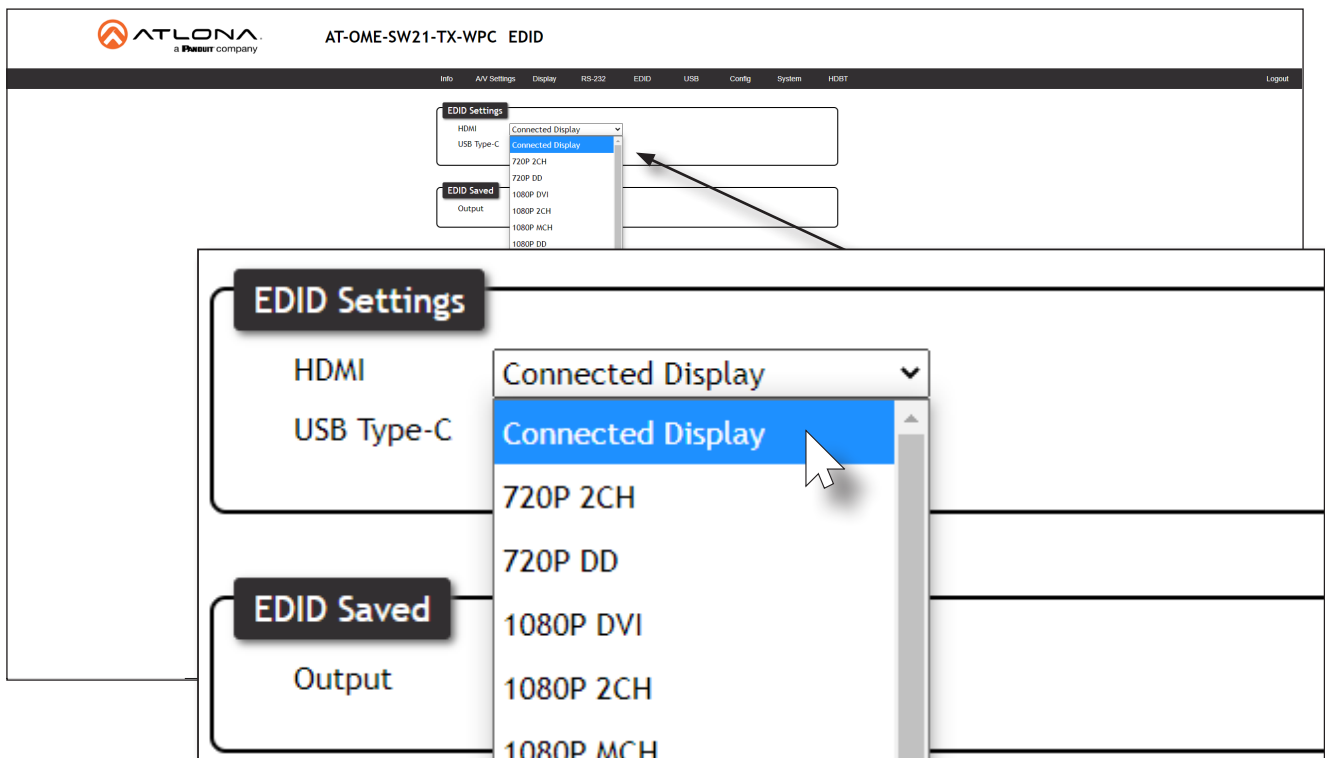 ATLONA.
a PANDUIT company
AT-OME-SW21-TX-WPC EDID
Info A/V Settings Display RS-232 EDID USB Config System HDBT Logout
EDID Settings
HDMI Connected Display
USB Type-C Connected Display
720P 2CH
720P DD
EDID Saved 1080P DVI
Output 1080P 2CH
1080P MCH
1080P DD
EDID Settings
HDMI Connected Display
USB Type-C Connected Display
720P 2CH
720P DD
EDID Saved 1080P DVI
Output 1080P 2CH
1080P MCH